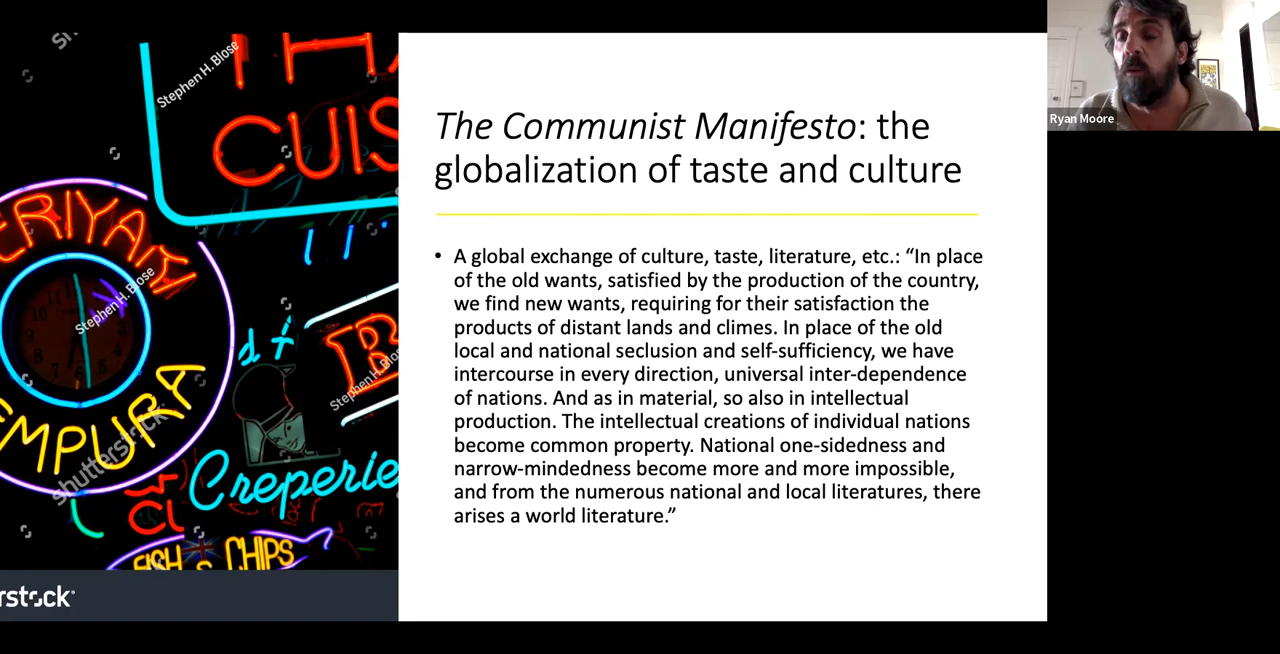 CUIS
TERIYAKI
TEMPURA
Creperie
FISH & CHIPS
Stephen H. Blose
Stephen H. Blose
Stephen H. Blose
shutterstock
rstock
The Communist Manifesto: the
globalization of taste and culture
• A global exchange of culture, taste, literature, etc.: “In place
of the old wants, satisfied by the production of the country,
we find new wants, requiring for their satisfaction the
products of distant lands and climes. In place of the old
local and national seclusion and self-sufficiency, we have
intercourse in every direction, universal inter-dependence
of nations. And as in material, so also in intellectual
production. The intellectual creations of individual nations
become common property. National one-sidedness and
narrow-mindedness become more and more impossible,
and from the numerous national and local literatures, there
arises a world literature.”
Ryan Moore